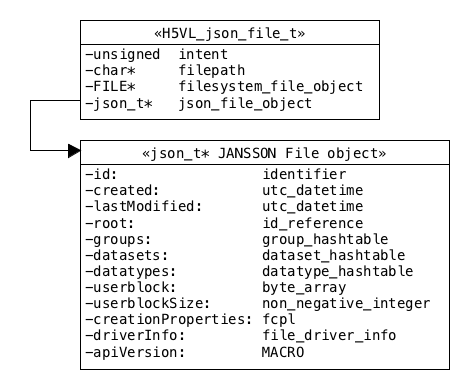 «H5VL_json_file_t»
−unsigned intent
−char* filepath
−FILE* filesystem_file_object
−json_t* json_file_object
«json_t* JANSSON File object»
−id: identifier
−created: utc_datetime
−lastModified: utc_datetime
−root: id_reference
−groups: group_hashtable
−datasets: dataset_hashtable
−datatypes: datatype_hashtable
−userblock: byte_array
−userblockSize: non_negative_integer
−creationProperties: fcpl
−driverInfo: file_driver_info
−apiVersion: MACRO